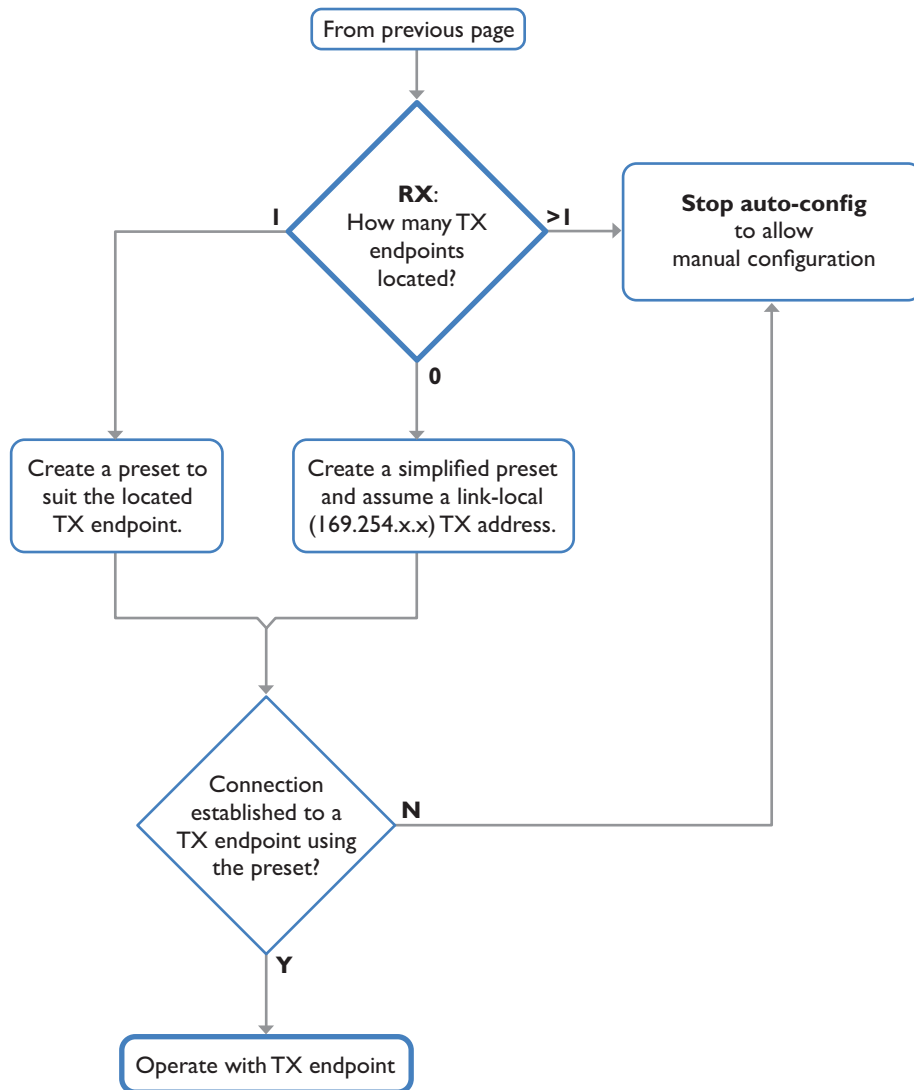 From previous page
RX:
How many TX
endpoints
located?
1
>1
0
Stop auto-config
to allow
manual configuration
Create a preset to
suit the located
TX endpoint.
Create a simplified preset
and assume a link-local
(169.254.x.x) TX address.
Connection
established to a
TX endpoint using
the preset?
N
Y
Operate with TX endpoint